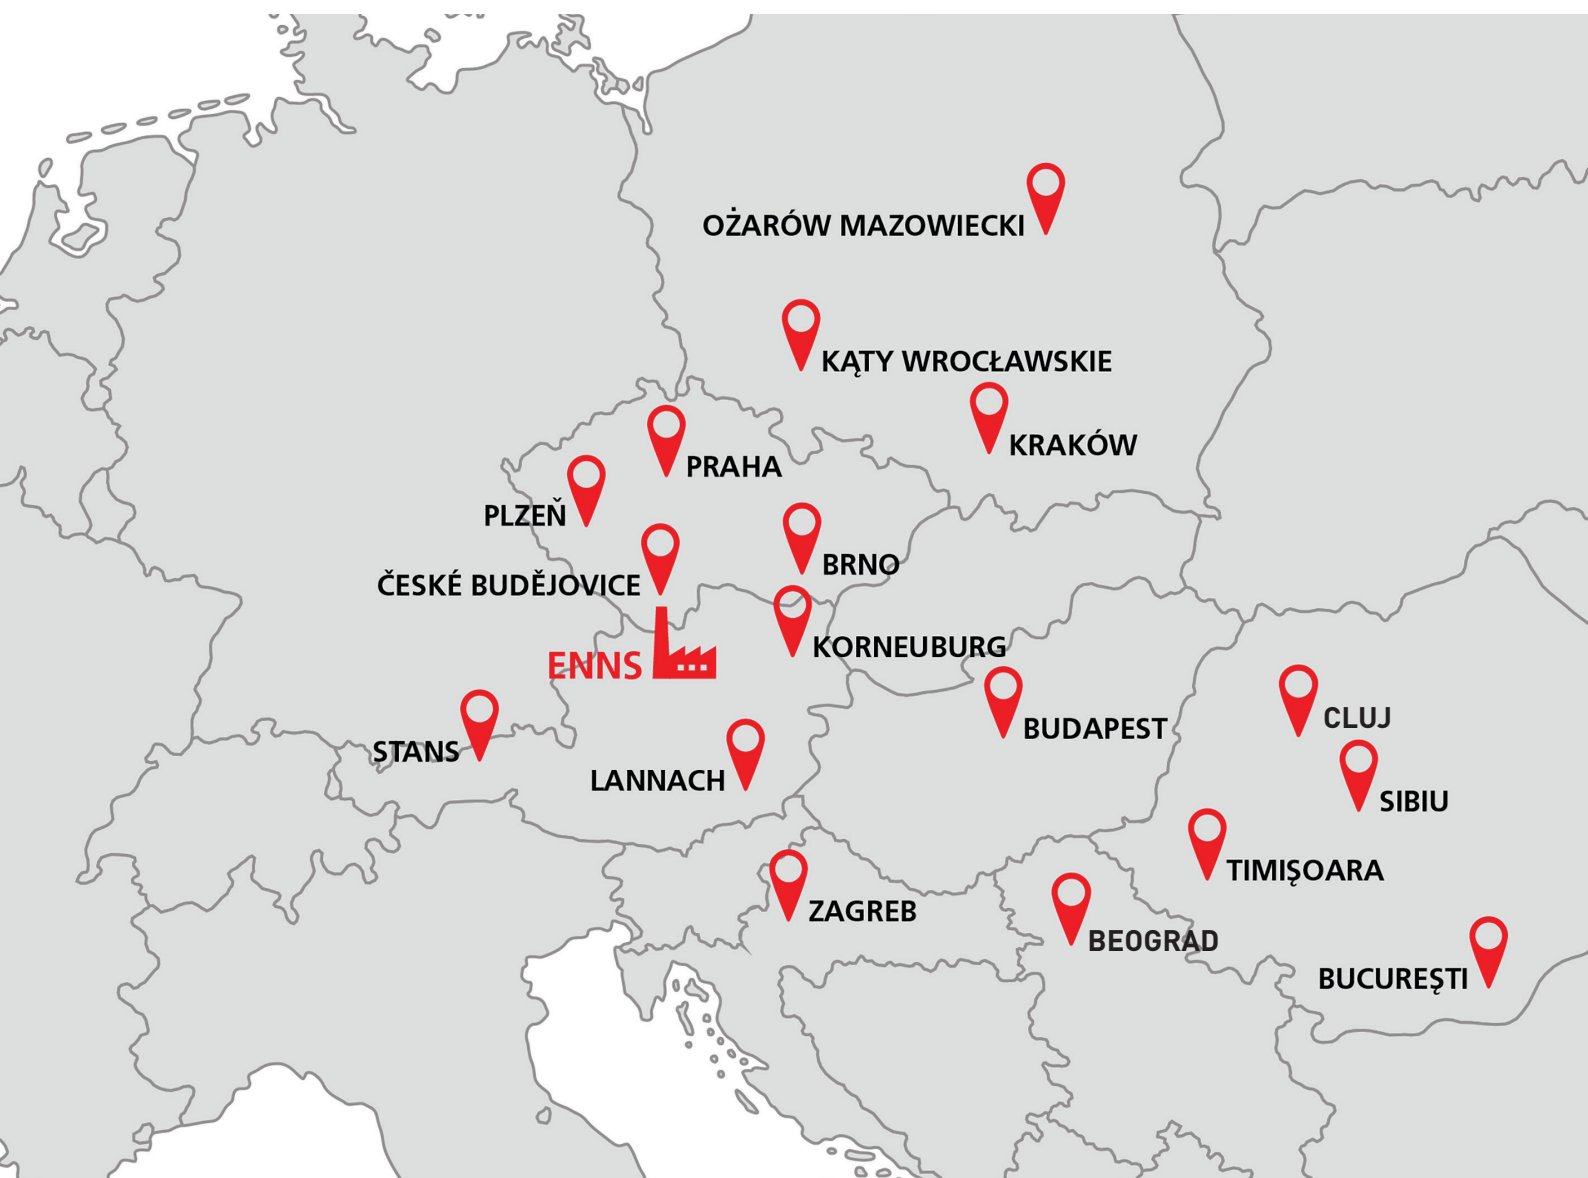 OŻARÓW MAZOWIECKI
KĄTY WROCŁAWSKIE
KRAKÓW
PRAHA
PLZEŇ
BRNO
ČESKÉ BUDĚJOVICE
KORNEUBURG
ENNS
CLUJ
BUDAPEST
STANS
LANNACH
SIBIU
TIMIŞOARA
ZAGREB
BEOGRAD
BUCUREŞTI